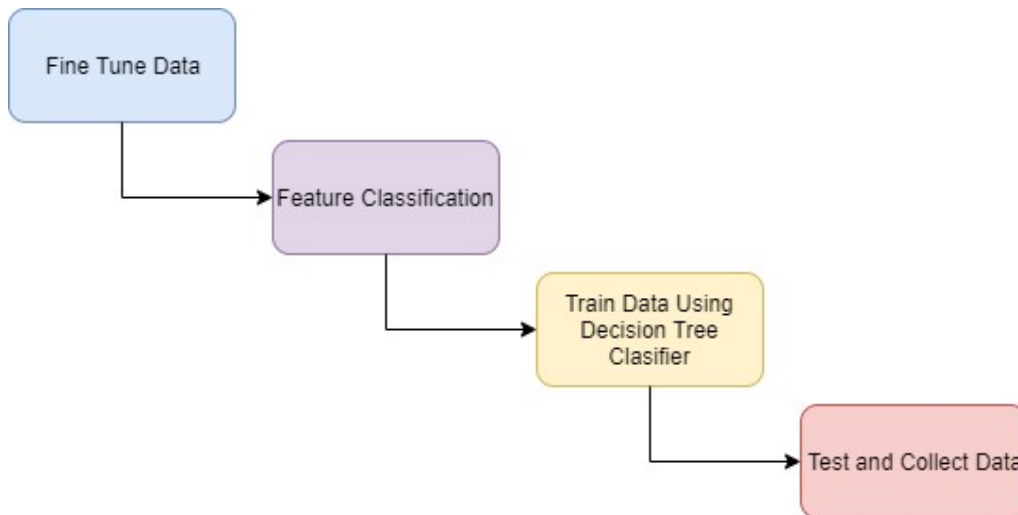 Fine Tune Data
Feature Classification
Train Data Using
Decision Tree
Clasifier
Test and Collect Data